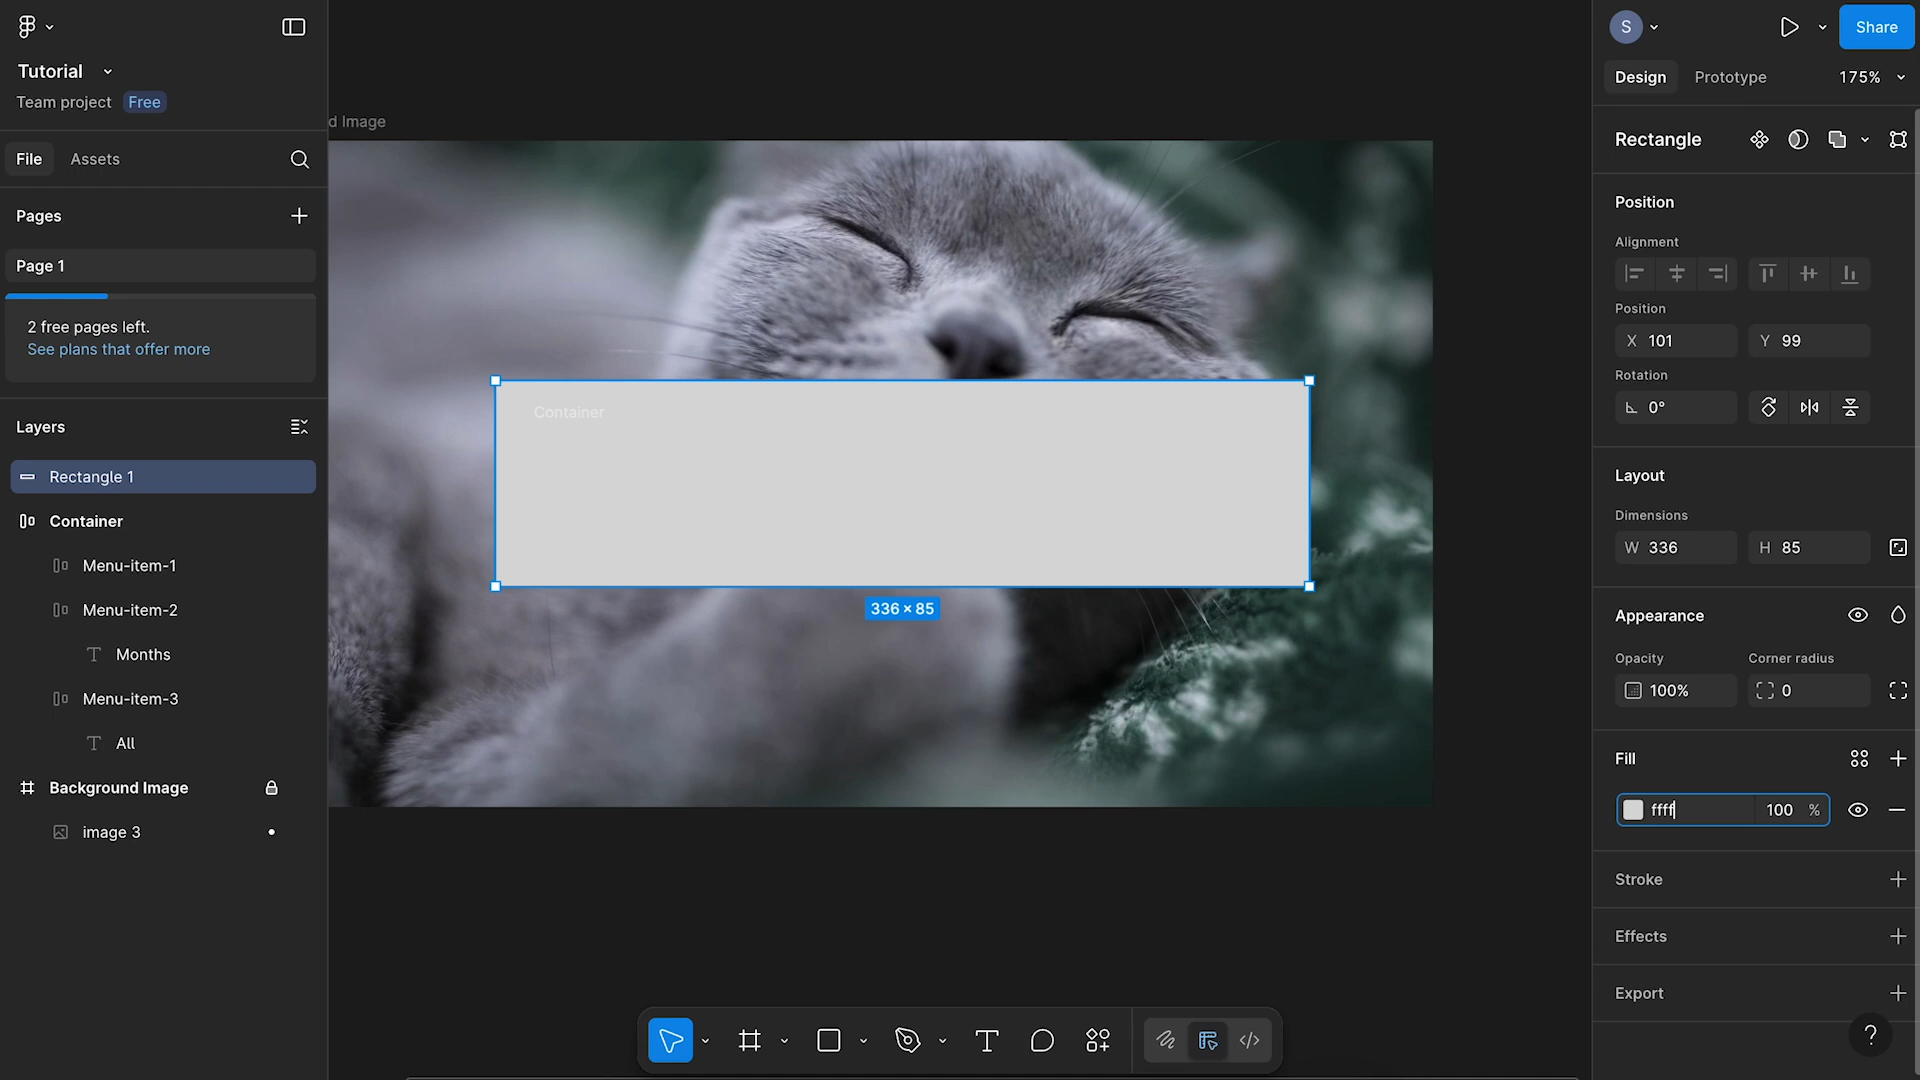 Tutorial
Team project Free
File Assets
Pages
Page 1
2 free pages left.
See plans that offer more
Layers
Rectangle 1
Container
Menu-item-1
Menu-item-2
Months
Menu-item-3
All
Background Image
image 3
d Image
Container
336 × 85
S
Share
Design Prototype 175%
Rectangle
Position
Alignment
Position
X 101 Y 99
Rotation
0°
Layout
Dimensions
W 336 H 85
Appearance
Opacity Corner radius
100% 0
Fill
ffff 100 %
Stroke
Effects
Export
?